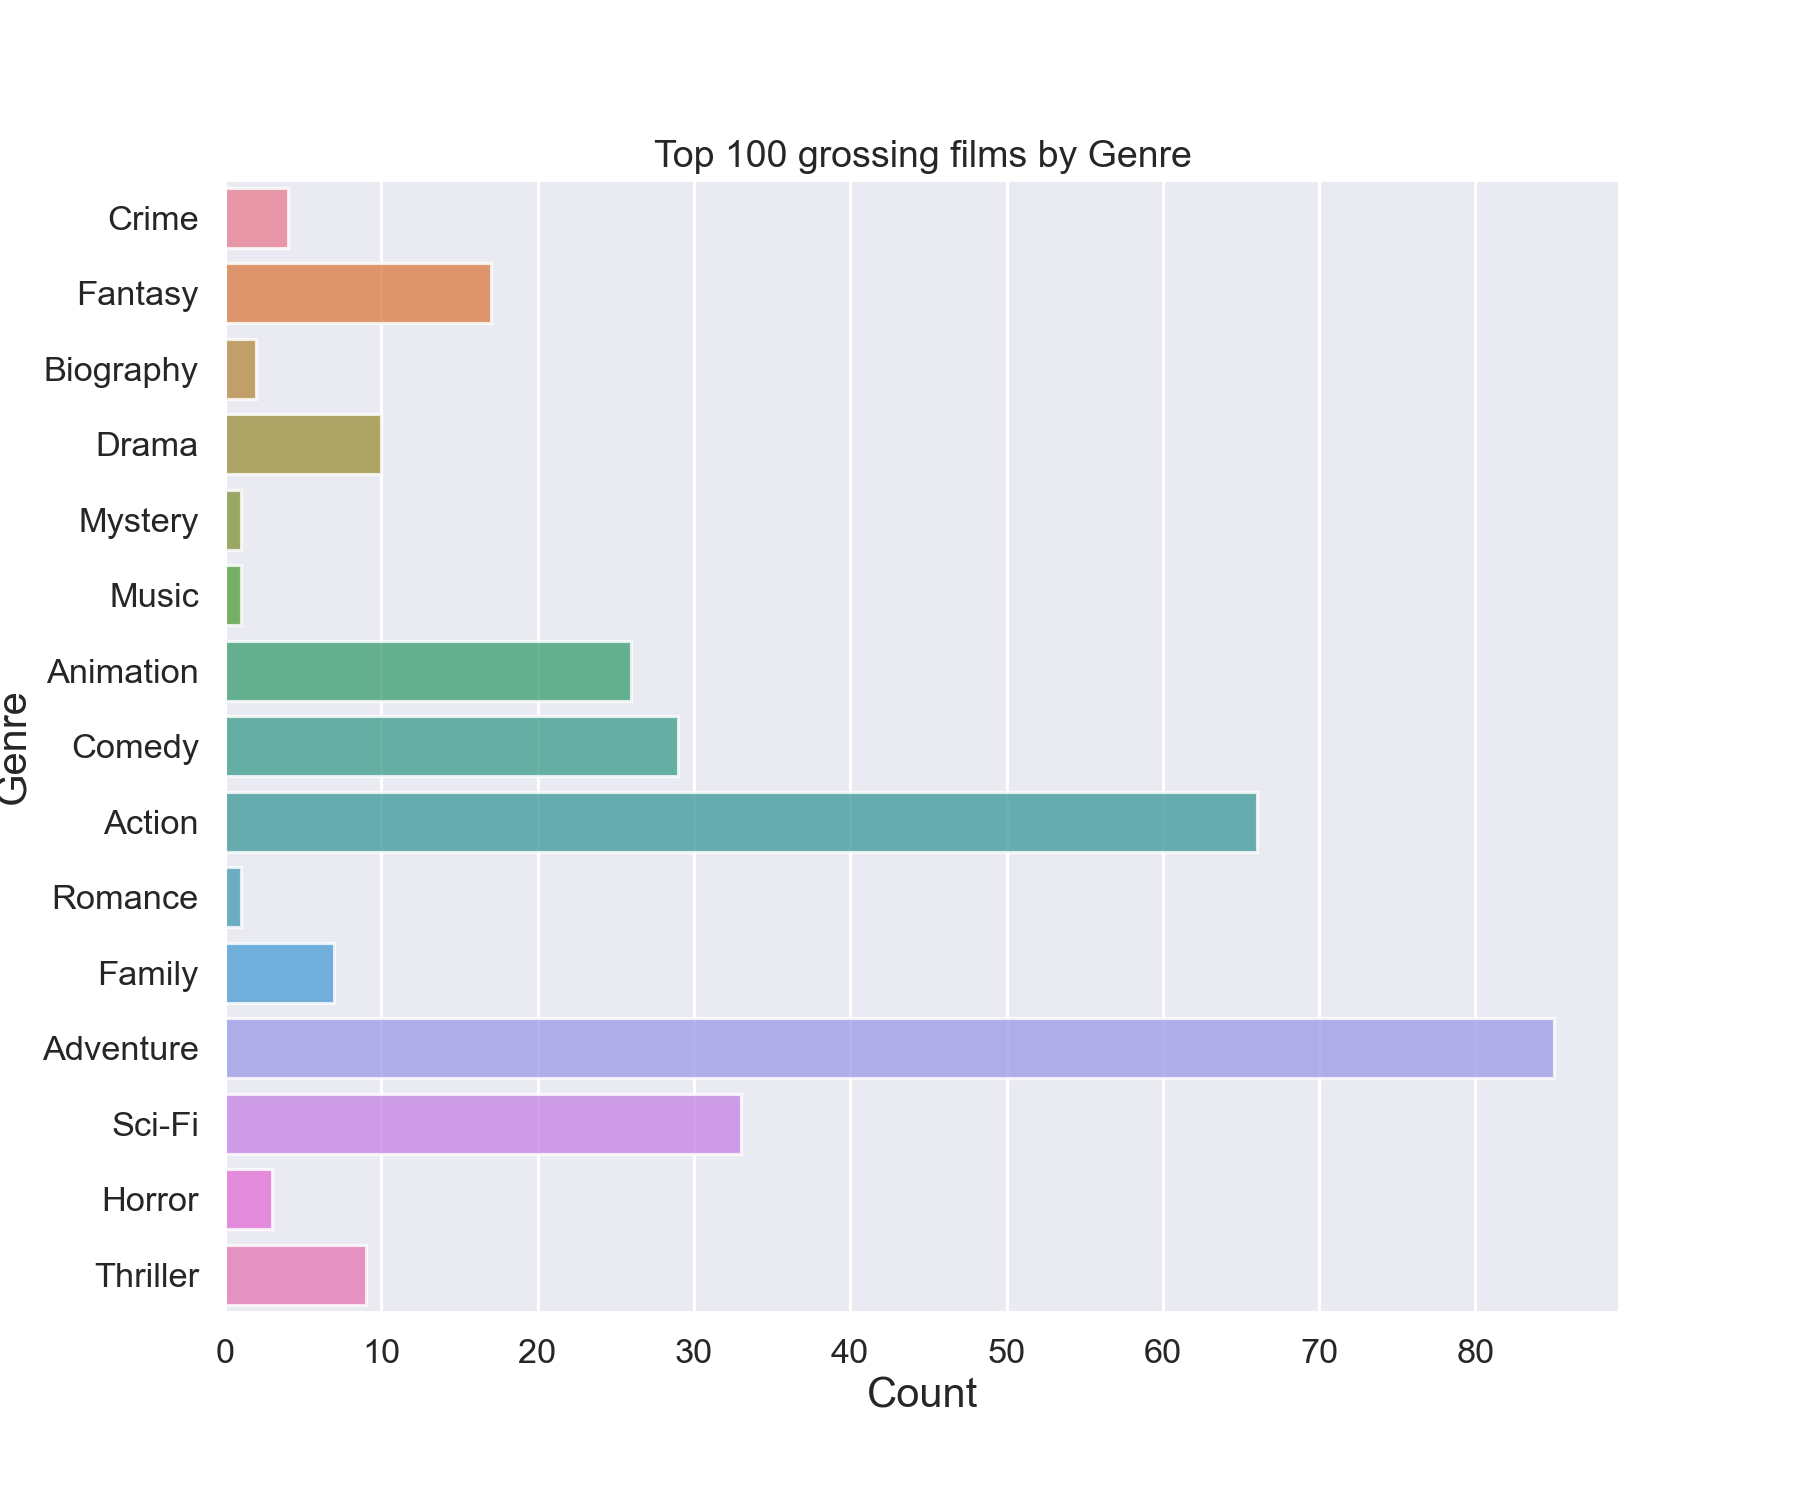 Top 100 grossing films by Genre
Crime
Fantasy
Biography
Drama
Mystery
Music
Animation
Comedy
Action
Romance
Family
Adventure
Sci-Fi
Horror
Thriller
Genre
0 10 20 30 40 50 60 70 80
Count